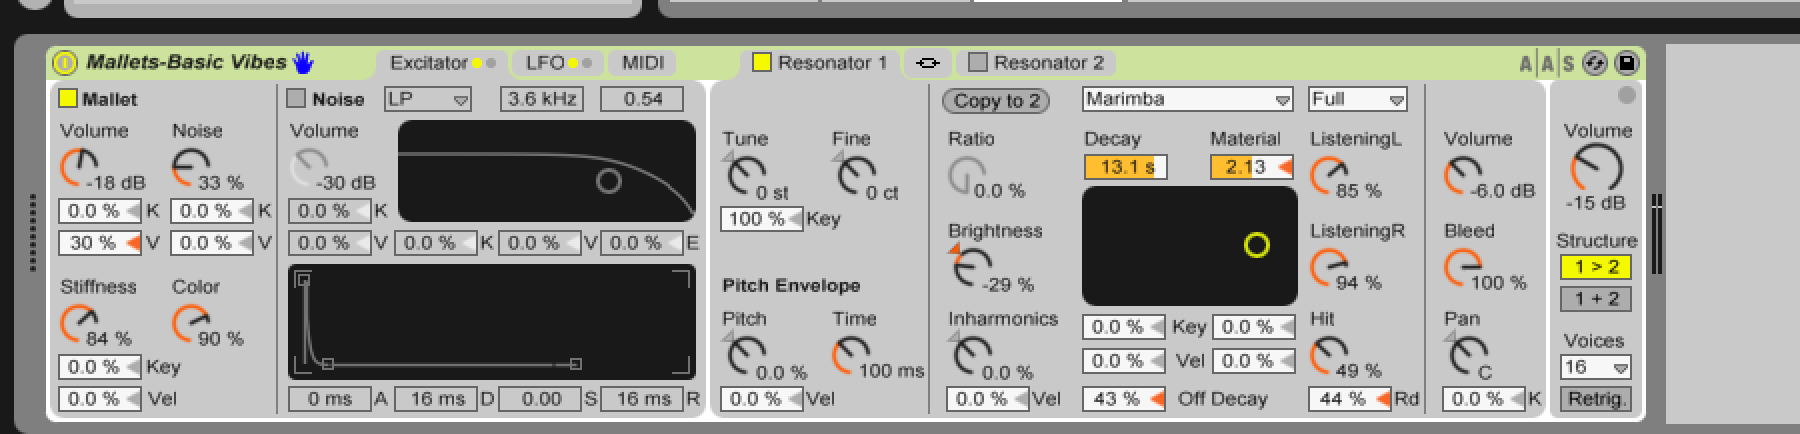 Mallets-Basic Vibes Excitator LFO MIDI Resonator 1 Resonator 2 A A S
Mallet
Volume Noise
-18 dB 33 %
0.0 % K 0.0 % K
30 % V 0.0 % V
Stiffness Color
84 % 90 %
0.0 % Key
0.0 % Vel
Noise LP 3.6 kHz 0.54
Volume
-30 dB
0.0 % K
0.0 % V 0.0 % K 0.0 % V 0.0 % E
0 ms A 16 ms D 0.00 S 16 ms R
Tune Fine
0 st 0 ct
100 % Key
Pitch Envelope
Pitch Time
0.0 % 100 ms
0.0 % Vel
Copy to 2 Marimba Full
Ratio Decay Material ListeningL
0.0 % 13.1 s 2.13 85 %
Brightness ListeningR
-29 % 94 %
Inharmonics 0.0 % Key 0.0 % Hit
0.0 % 0.0 % Vel 0.0 % 49 %
0.0 % Vel 43 % Off Decay 44 % Rd
Volume
-6.0 dB
Bleed
100 %
Pan
C
0.0 % K
Volume
-15 dB
Structure
1 > 2
1 + 2
Voices
16
Retrig.